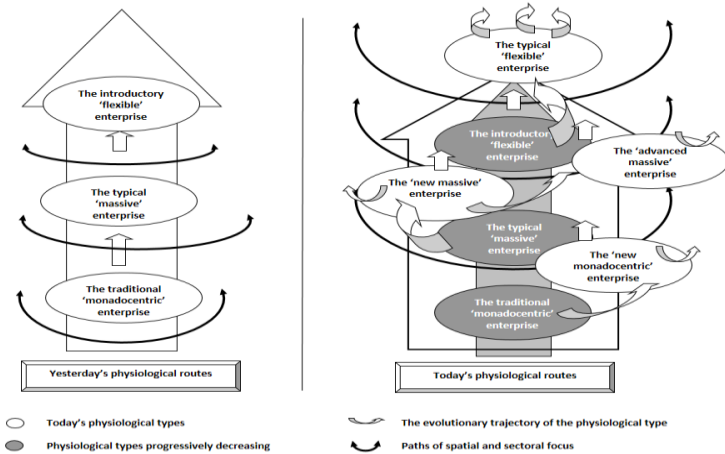 The introductory
'flexible'
enterprise
The typical
'massive'
enterprise
The traditional
'monadocentric'
enterprise
Yesterday's physiological routes
The typical
'flexible'
enterprise
The introductory
'flexible'
enterprise
The 'advanced
massive'
enterprise
The 'new massive'
enterprise
The typical
'massive'
enterprise
The 'new
monadocentric'
enterprise
The traditional
'monadocentric'
enterprise
Today's physiological routes
Today's physiological types
Physiological types progressively decreasing
The evolutionary trajectory of the physiological type
Paths of spatial and sectoral focus